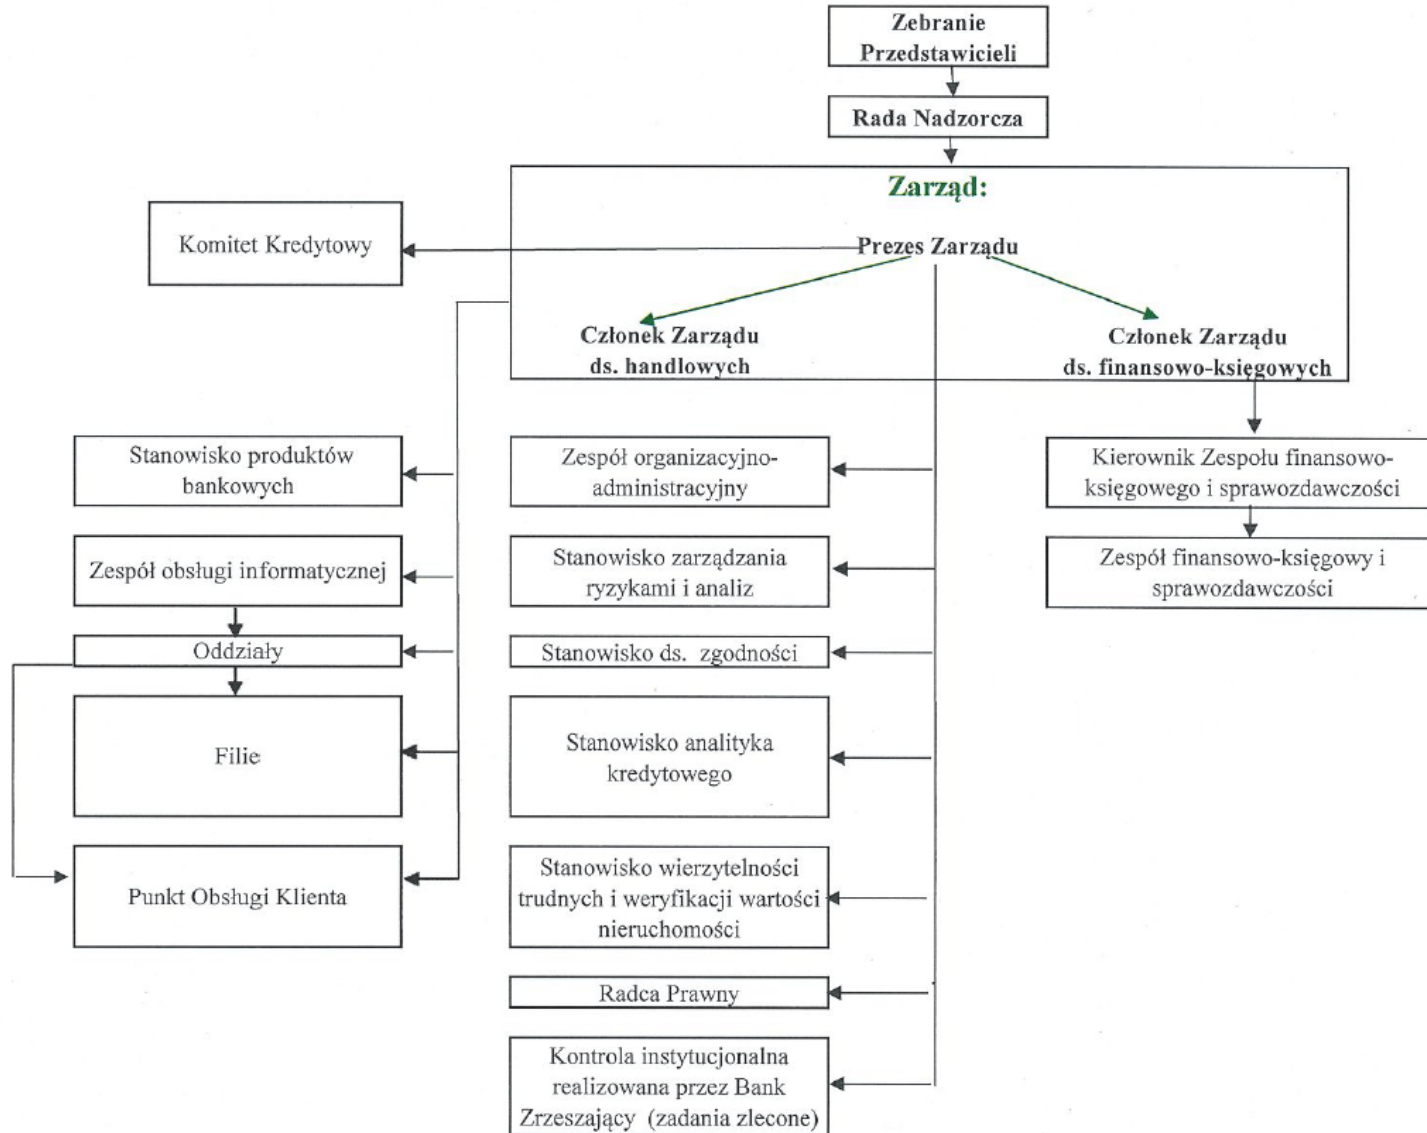 Zebranie
Przedstawicieli
Rada Nadzorcza
Zarząd:
Komitet Kredytowy
Prezes Zarządu
Członek Zarządu
ds. handlowych
Członek Zarządu
ds. finansowo-księgowych
Stanowisko produktów
bankowych
Zespół obsługi informatycznej
Oddziały
Filie
Punkt Obsługi Klienta
Zespół organizacyjno-
administracyjny
Stanowisko zarządzania
ryzykami i analiz
Stanowisko ds. zgodności
Stanowisko analityka
kredytowego
Stanowisko wierzytelności
trudnych i weryfikacji wartości
nieruchomości
Radca Prawny
Kontrola instytucjonalna
realizowana przez Bank
Zrzeszający (zadania zlecone)
Kierownik Zespołu finansowo-
księgowego i sprawozdawczości
Zespół finansowo-księgowy i
sprawozdawczości